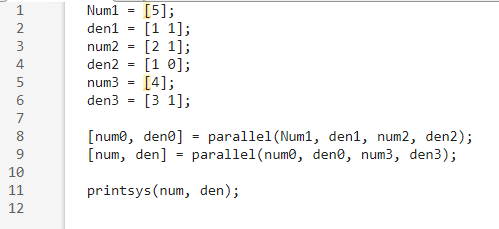 1 Num1 = [5];
2 den1 = [1 1];
3 num2 = [2 1];
4 den2 = [1 0];
5 num3 = [4];
6 den3 = [3 1];
7
8 [num0, den0] = parallel(Num1, den1, num2, den2);
9 [num, den] = parallel(num0, den0, num3, den3);
10
11 printsys(num, den);
12